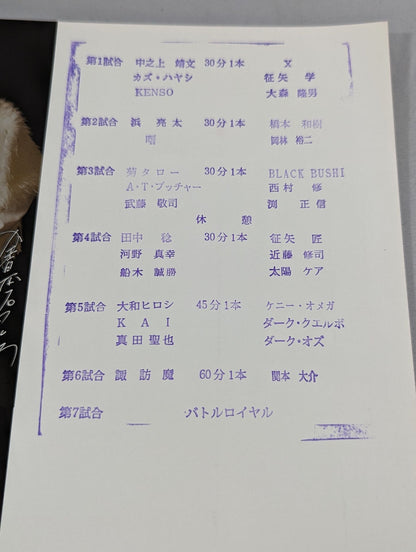 第1試合 中之上 靖文 30分1本 X
カズ・ハヤシ 征矢 学
KENSO 大森 隆男
第2試合 浜 亮太 30分1本 橋本 和樹
曙 岡林 裕二
第3試合 菊タロー 30分1本 BLACK BUSHI
A・T・ブッチャー 西村 修
武藤 敬司 渕 正信
休 憩
第4試合 田中 稔 30分1本 征矢 匠
河野 真幸 近藤 修司
船木 誠勝 太陽 ケア
第5試合 大和ヒロシ 45分1本 ケニー・オメガ
KAI ダーク・クエルボ
真田聖也 ダーク・オズ
第6試合 諏訪魔 60分1本 関本 大介
第7試合 バトルロイヤル